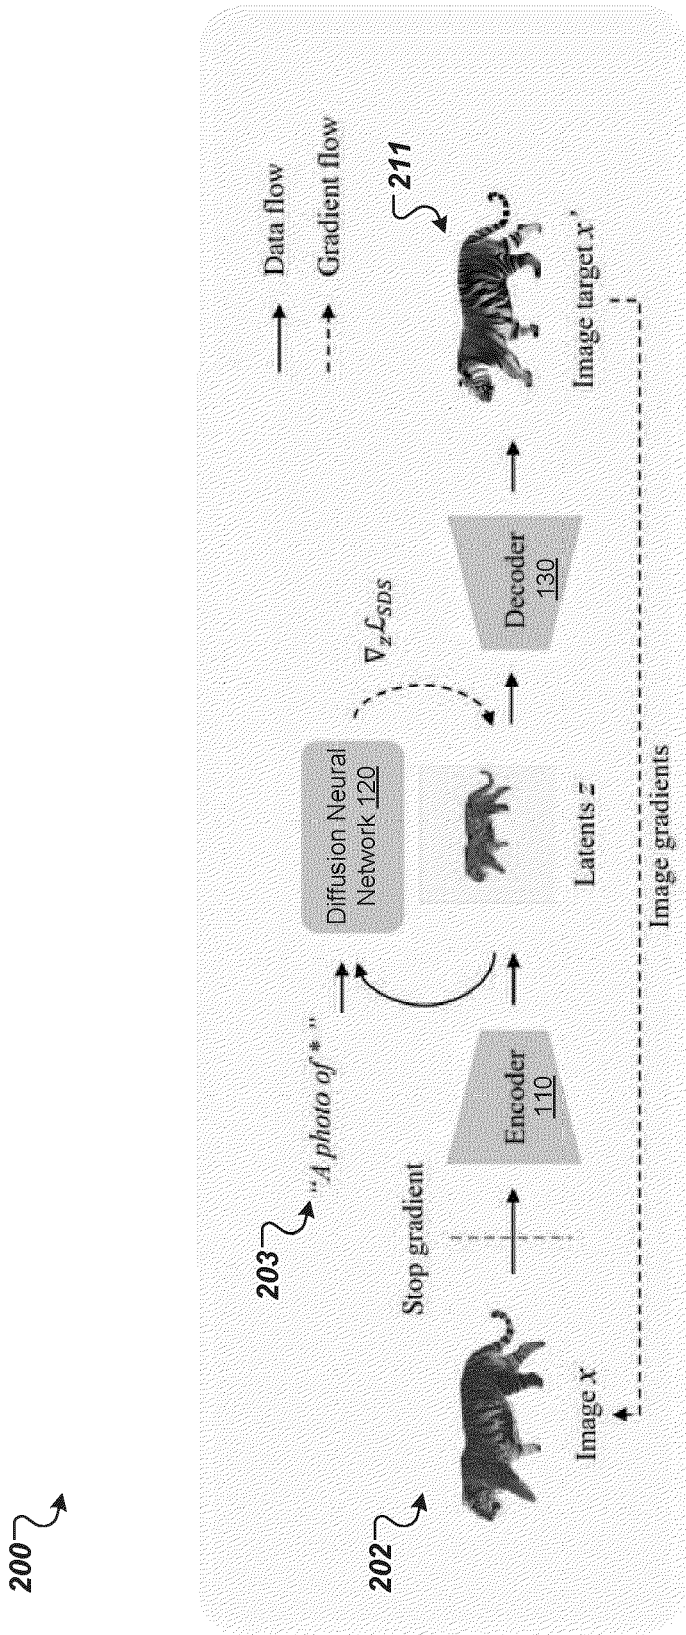 200
Data flow
Gradient flow
203
"A photo of *"
Diffusion Neural
Network 120
∇zℒSDS
202
Stop gradient
211
Encoder
110
Decoder
130
Image x
Latents z
Image target x'
Image gradients